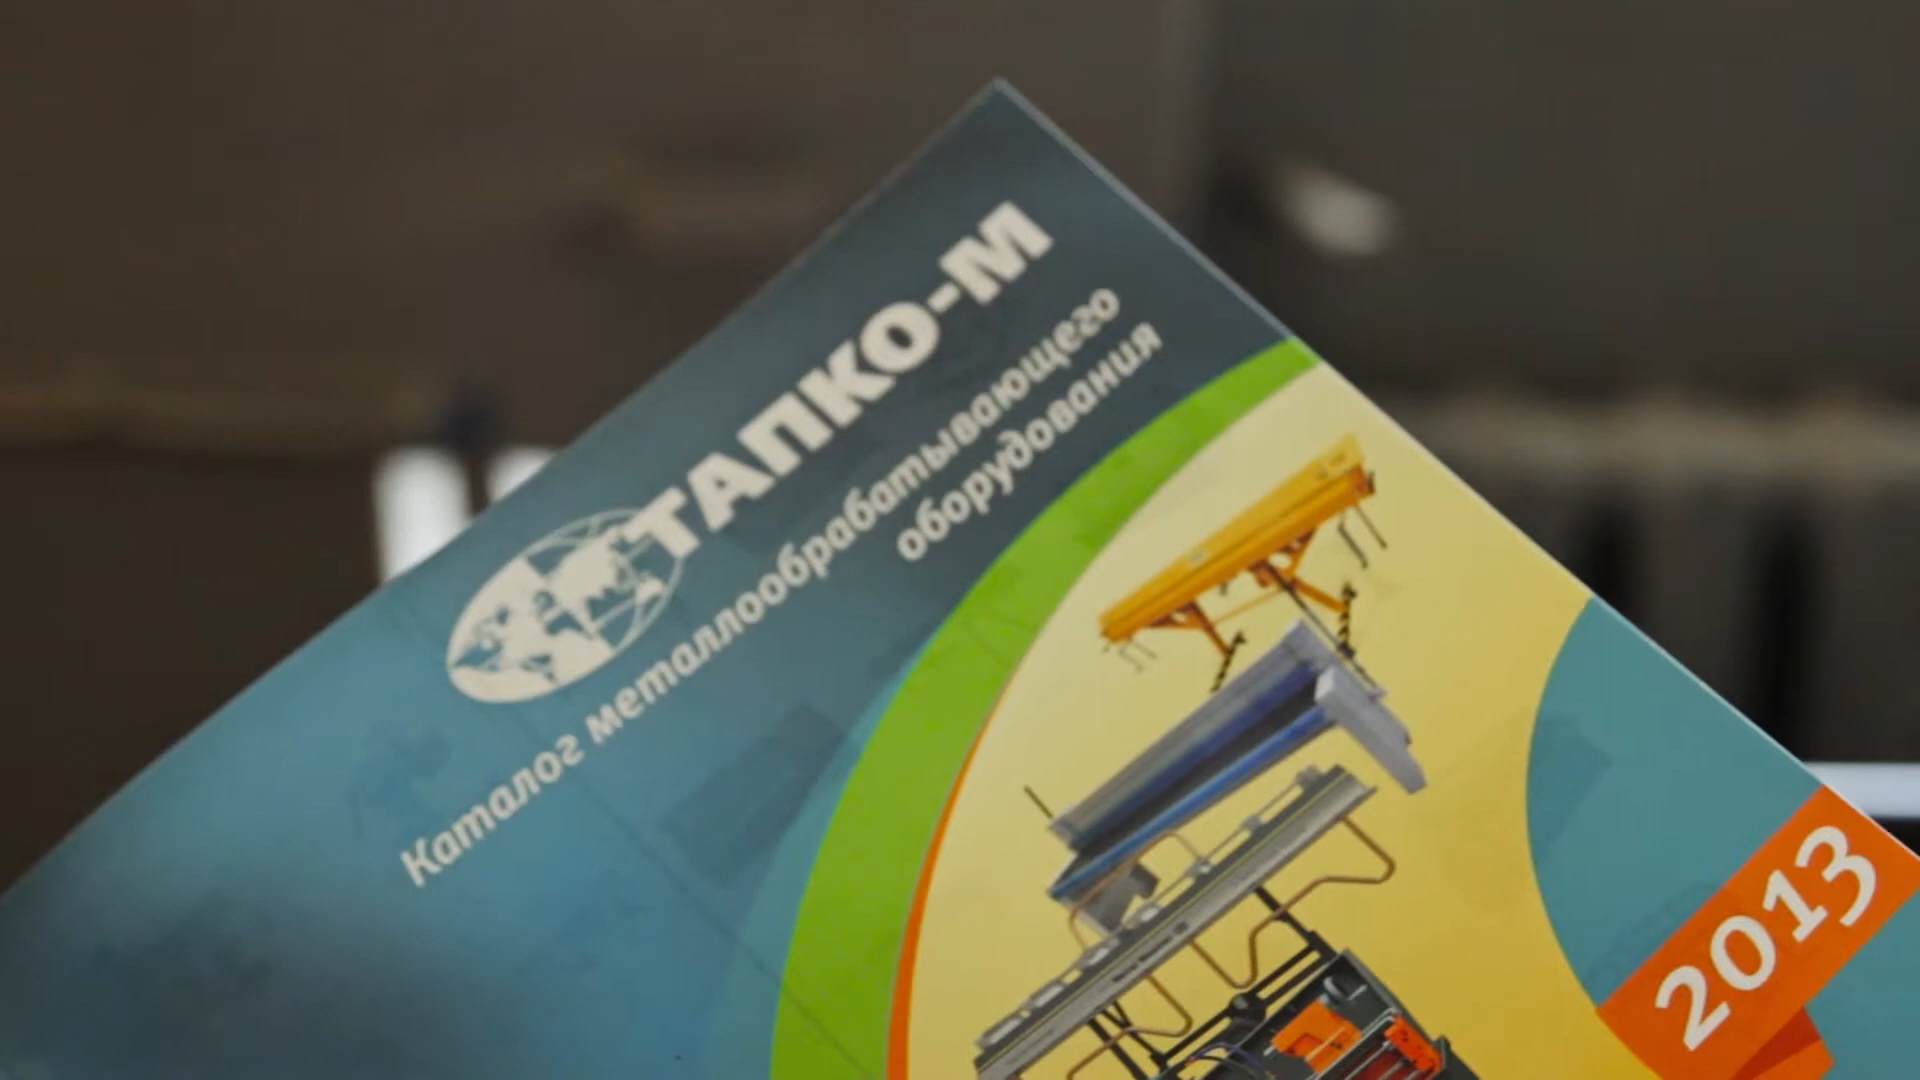 ТАПКО-М
Каталог металлообрабатывающего
оборудования
2013